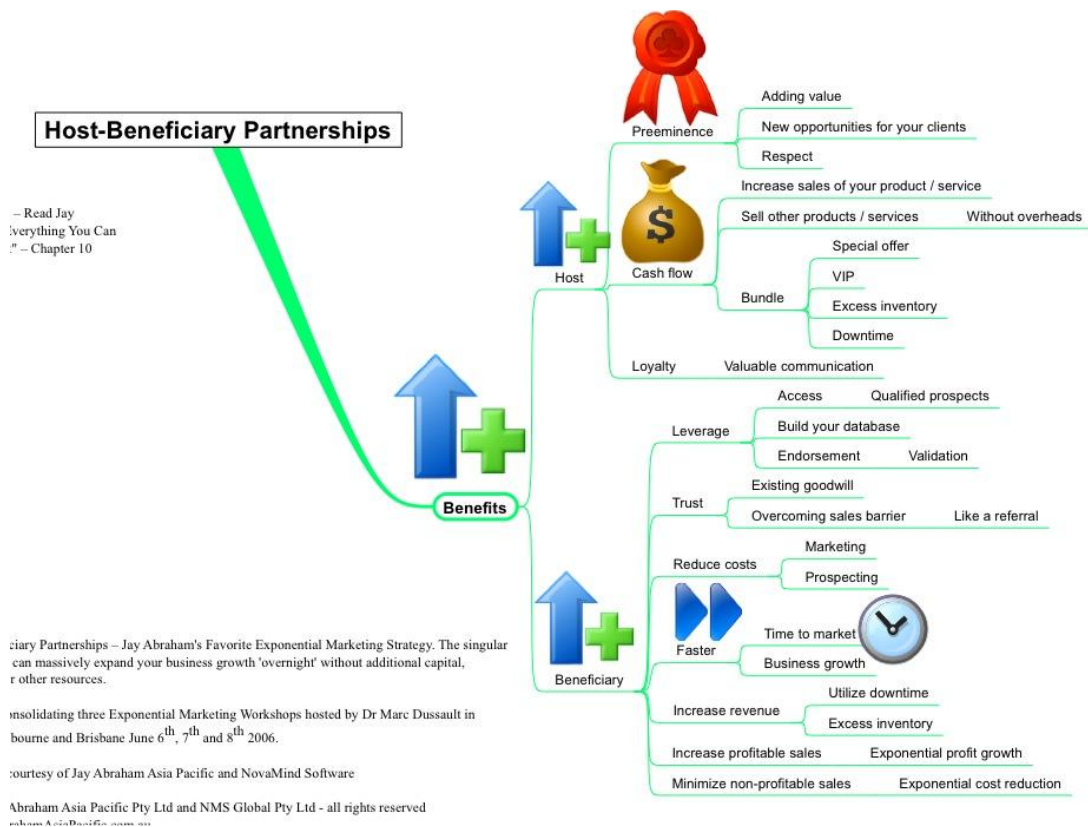 Host-Beneficiary Partnerships
– Read Jay
Everything You Can
– Chapter 10
Benefits
Host
Preeminence
Adding value
New opportunities for your clients
Respect
Cash flow
$
Increase sales of your product / service
Sell other products / services
Without overheads
Bundle
Special offer
VIP
Excess inventory
Downtime
Loyalty
Valuable communication
Beneficiary
Leverage
Access
Qualified prospects
Build your database
Endorsement
Validation
Trust
Existing goodwill
Overcoming sales barrier
Like a referral
Reduce costs
Marketing
Prospecting
Faster
Time to market
Business growth
Increase revenue
Utilize downtime
Excess inventory
Increase profitable sales
Exponential profit growth
Minimize non-profitable sales
Exponential cost reduction
ciary Partnerships – Jay Abraham's Favorite Exponential Marketing Strategy. The singular
can massively expand your business growth 'overnight' without additional capital,
r other resources.
onsolidating three Exponential Marketing Workshops hosted by Dr Marc Dussault in
bourne and Brisbane June 6th, 7th and 8th 2006.
courtesy of Jay Abraham Asia Pacific and NovaMind Software
Abraham Asia Pacific Pty Ltd and NMS Global Pty Ltd - all rights reserved